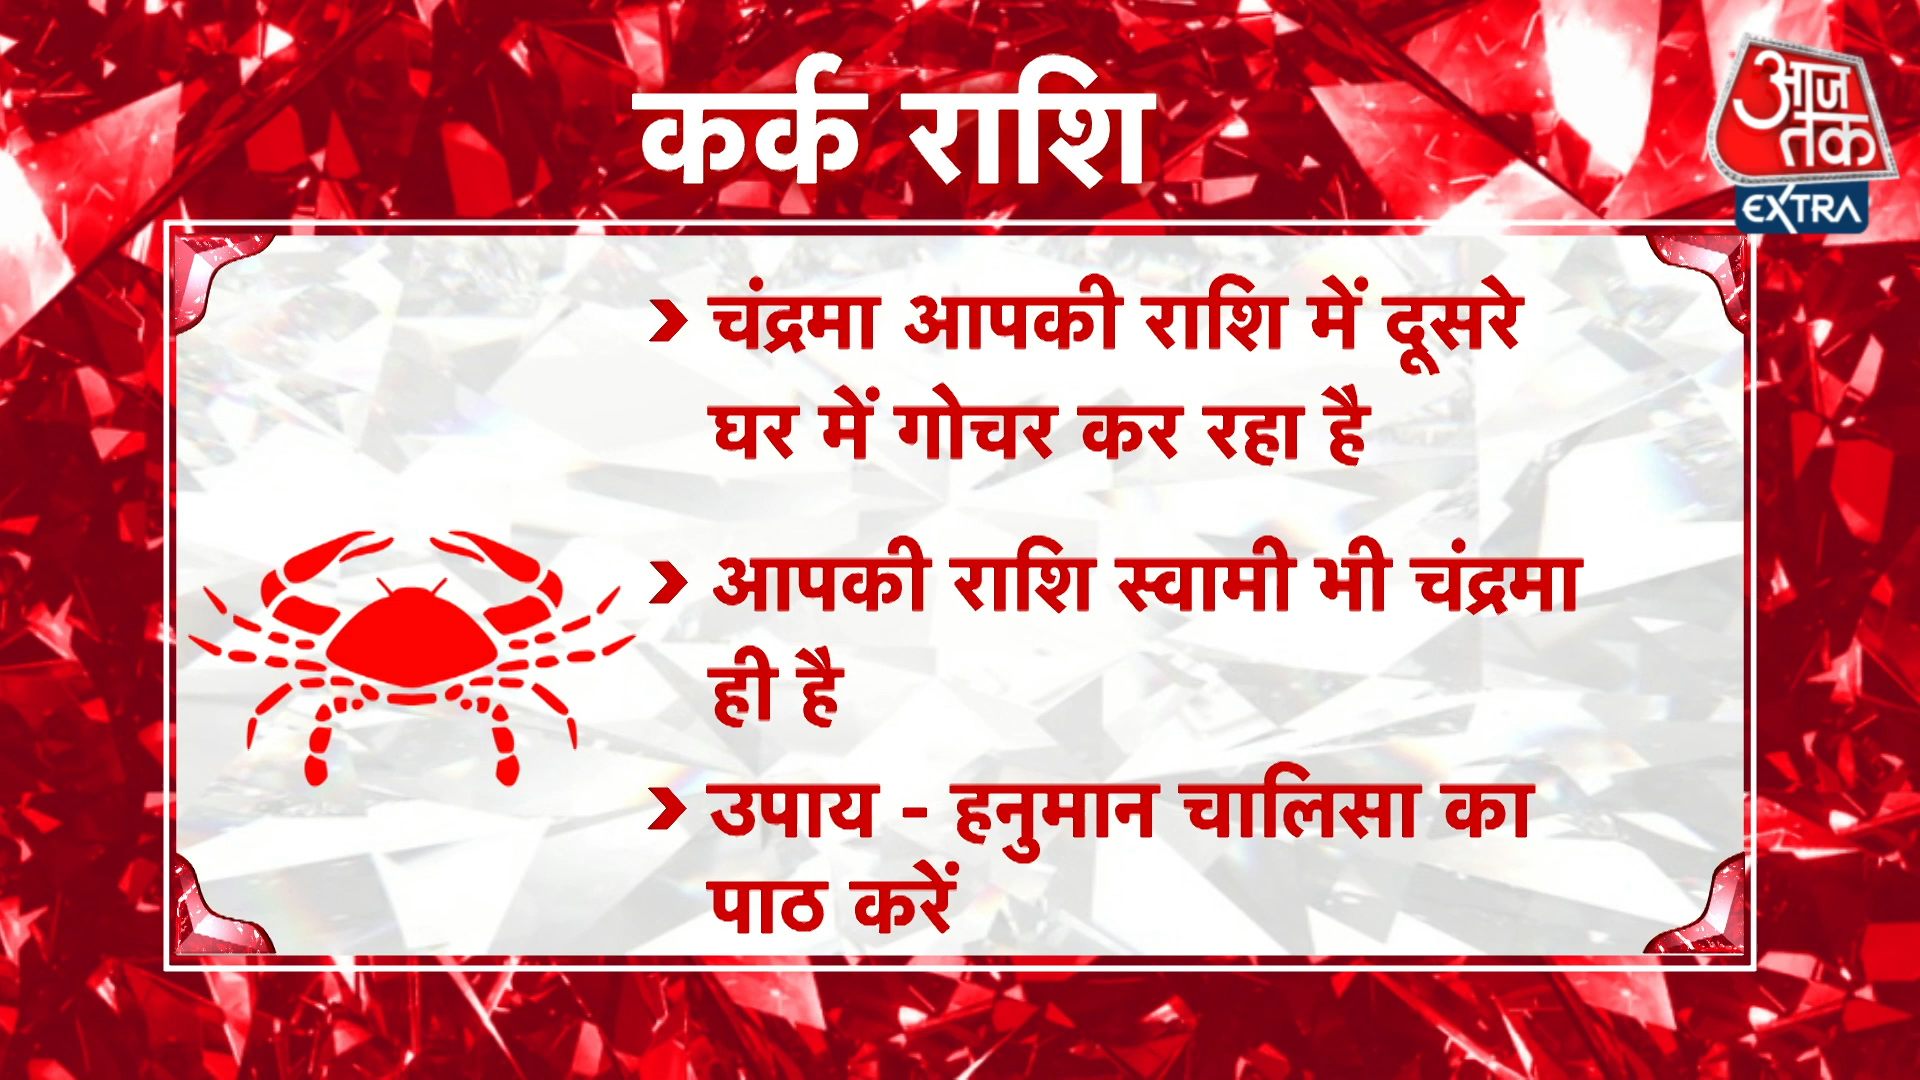 कर्क राशि
आज
तक
EXTRA
> चंद्रमा आपकी राशि में दूसरे
घर में गोचर कर रहा है
> आपकी राशि स्वामी भी चंद्रमा
ही है
> उपाय - हनुमान चालिसा का
पाठ करें